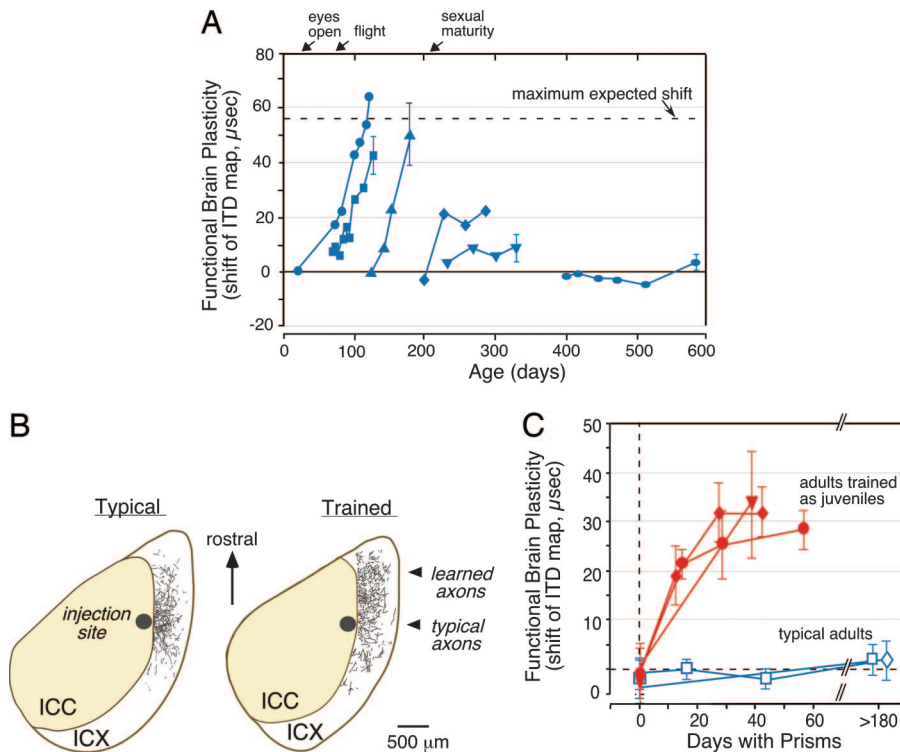 A
eyes
open
flight
sexual
maturity
Functional Brain Plasticity
(shift of ITD map, µsec)
80
60
40
20
0
-20
maximum expected shift
0 100 200 300 400 500 600
Age (days)
B
Typical
Trained
rostral
learned
axons
typical
axons
injection
site
ICC
ICX
ICC
ICX
500 µm
C
Functional Brain Plasticity
(shift of ITD map, µsec)
50
40
30
20
10
0
adults trained
as juveniles
typical adults
0 20 40 60 >180
Days with Prisms